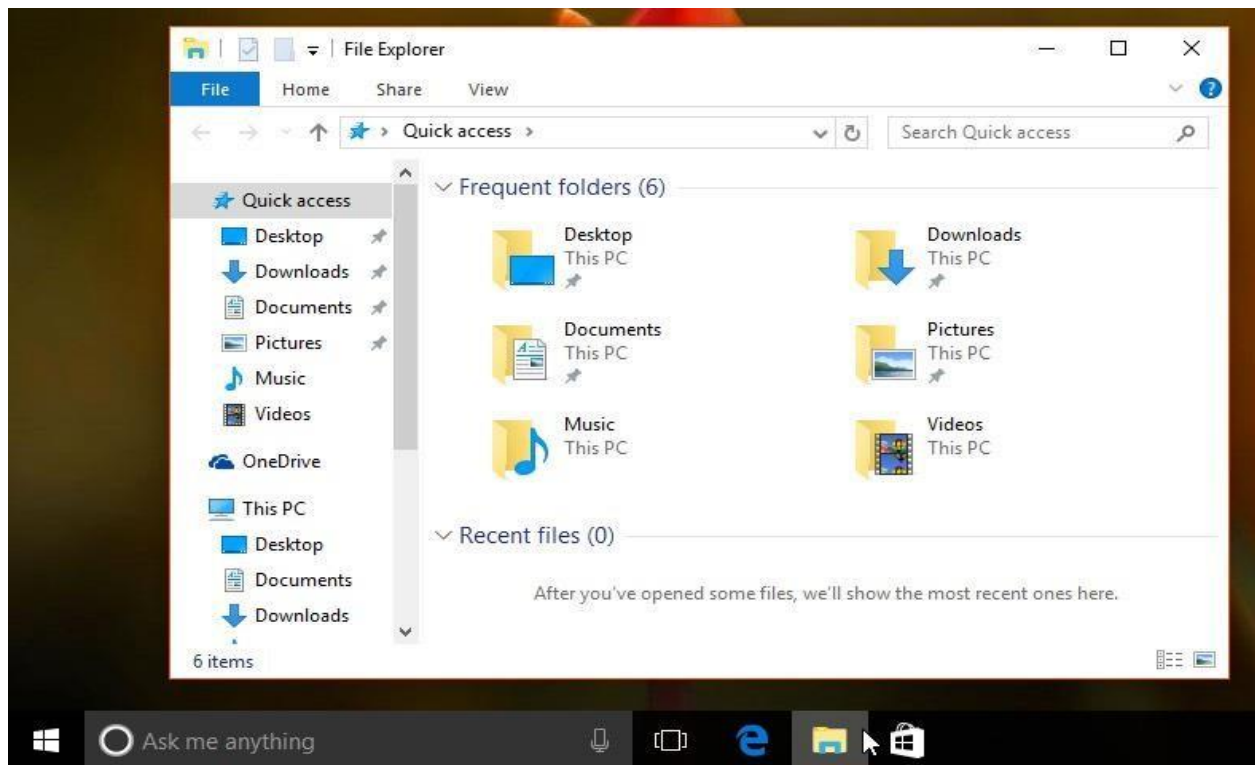 File Explorer
File Home Share View
Quick access
Search Quick access
Quick access
Desktop
Downloads
Documents
Pictures
Music
Videos
OneDrive
This PC
Desktop
Documents
Downloads
Frequent folders (6)
Desktop
This PC
Downloads
This PC
Documents
This PC
Pictures
This PC
Music
This PC
Videos
This PC
Recent files (0)
After you've opened some files, we'll show the most recent ones here.
6 items
Ask me anything